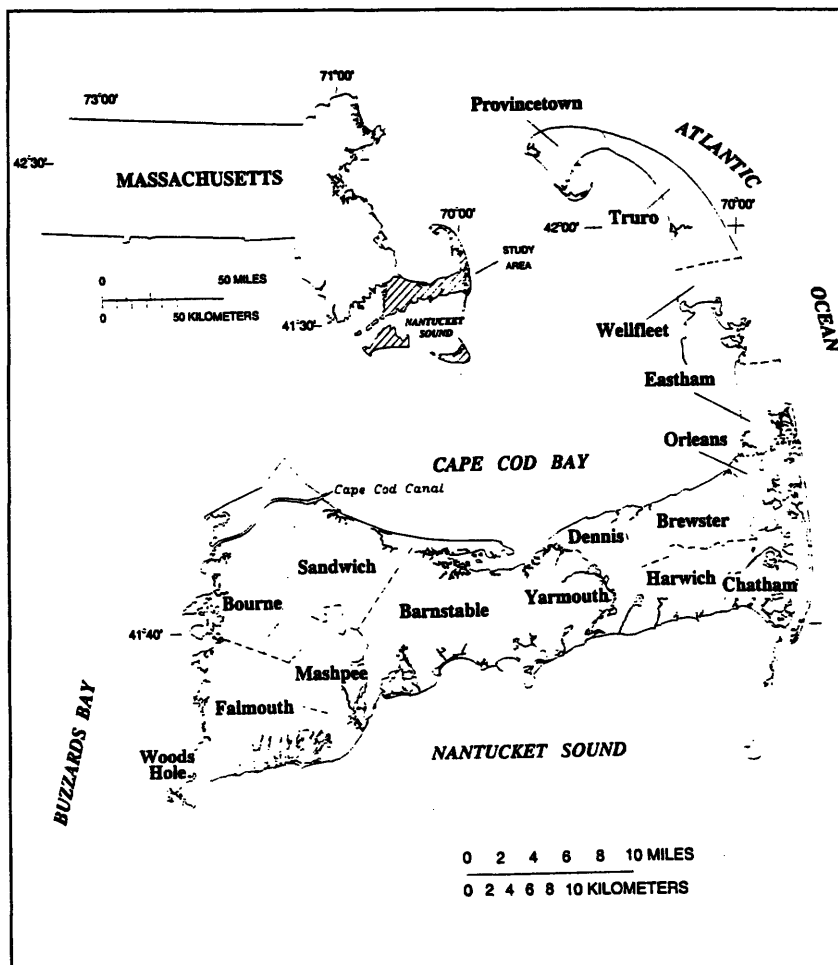 71°00'
73°00'
Provincetown
ATLANTIC
42°30'
MASSACHUSETTS
70°00'
70°00'
42°00'
Truro
STUDY
AREA
0 50 MILES
0 50 KILOMETERS
41°30'
NANTUCKET
SOUND
OCEAN
Wellfleet
Eastham
Orleans
CAPE COD BAY
Cape Cod Canal
Brewster
Dennis
Sandwich
Harwich
Chatham
Bourne
Barnstable
Yarmouth
41°40'
Mashpee
Falmouth
BUZZARDS BAY
Woods
Hole
NANTUCKET SOUND
0 2 4 6 8 10 MILES
0 2 4 6 8 10 KILOMETERS